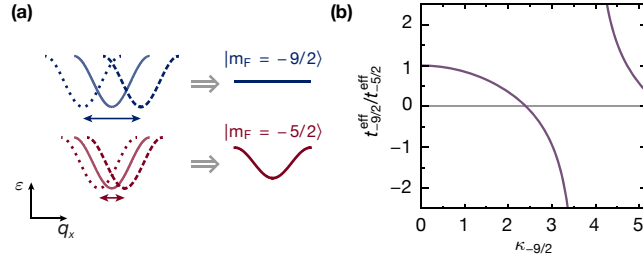 (a)
|m_F = −9/2⟩
⇒
|m_F = −5/2⟩
⇒
ε
q_x
(b)
t^eff_−9/2/t^eff_−5/2
2
1
0
-1
-2
0 1 2 3 4 5
κ_−9/2